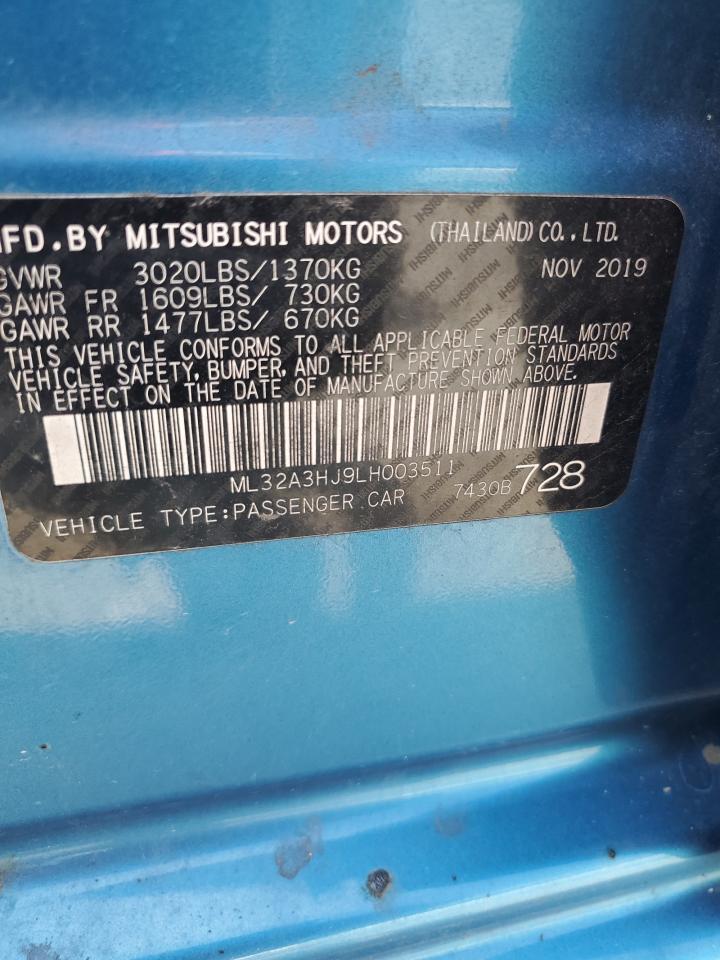 MFD.BY MITSUBISHI MOTORS (THAILAND) CO., LTD.
GVWR 3020LBS/1370KG NOV 2019
GAWR FR 1609LBS/ 730KG
GAWR RR 1477LBS/ 670KG
THIS VEHICLE CONFORMS TO ALL APPLICABLE FEDERAL MOTOR
VEHICLE SAFETY, BUMPER, AND THEFT PREVENTION STANDARDS
IN EFFECT ON THE DATE OF MANUFACTURE SHOWN ABOVE.
ML32A3HJ9LH003511
VEHICLE TYPE:PASSENGER CAR 7430B 728